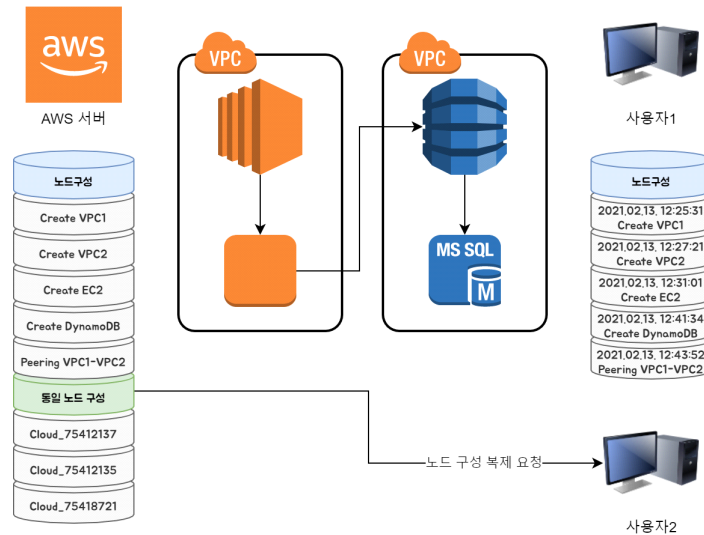 aws
AWS 서버
노드구성
Create VPC1
Create VPC2
Create EC2
Create DynamoDB
Peering VPC1-VPC2
동일 노드 구성
Cloud_75412137
Cloud_75412135
Cloud_75418721
VPC
VPC
MS SQL
M
사용자1
노드구성
2021.02.13. 12:25:31
Create VPC1
2021.02.13. 12:27:21
Create VPC2
2021.02.13. 12:31:01
Create EC2
2021.02.13. 12:41:34
Create DynamoDB
2021.02.13. 12:43:52
Peering VPC1-VPC2
노드 구성 복제 요청
사용자2